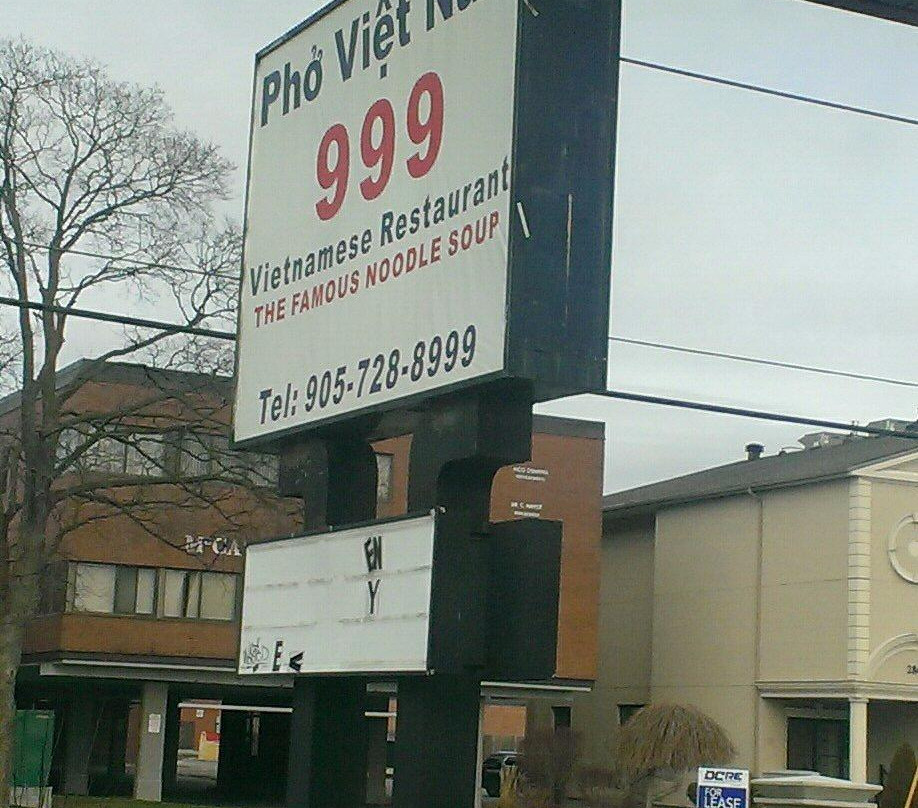 Phở Việt
999
Vietnamese Restaurant
THE FAMOUS NOODLE SOUP
Tel: 905-728-8999
EN
Y
E
DCRE
FOR
LEASE